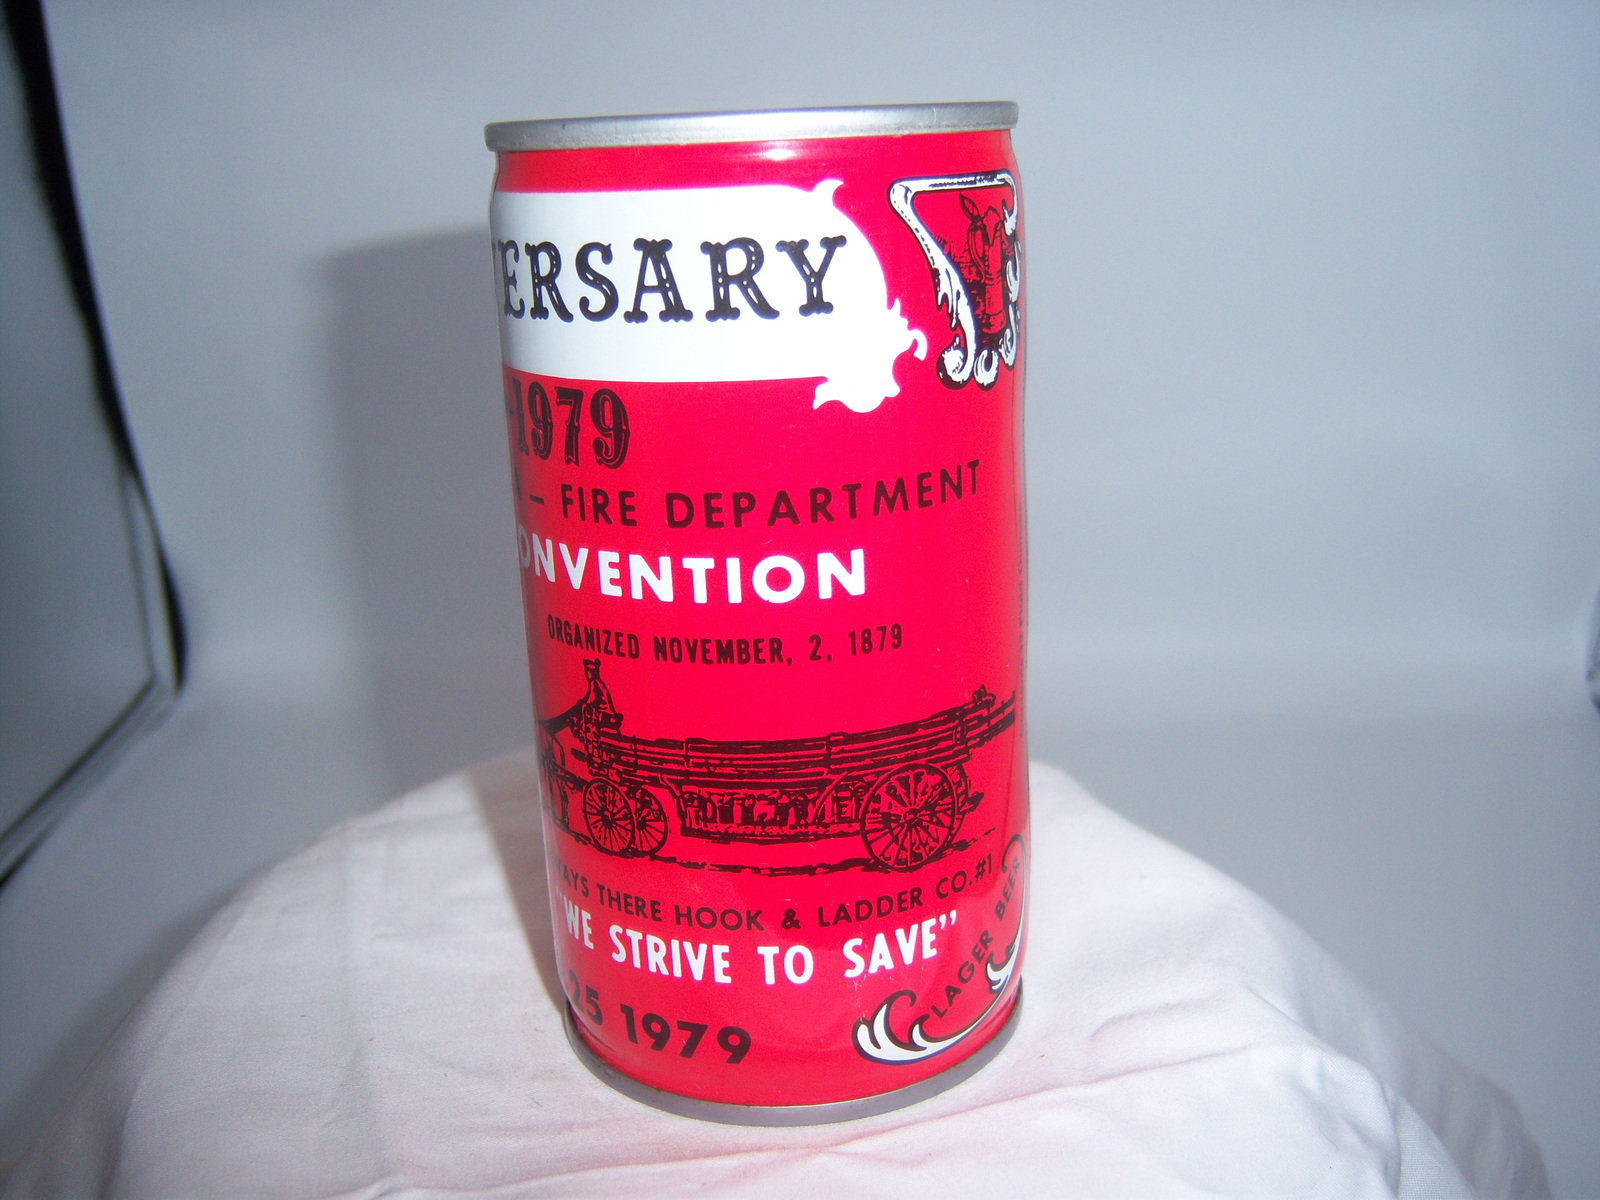 ERSARY
1979
– FIRE DEPARTMENT
ONVENTION
ORGANIZED NOVEMBER, 2, 1879
WAYS THERE HOOK & LADDER CO.#1
"WE STRIVE TO SAVE"
25 1979
LAGER BEER